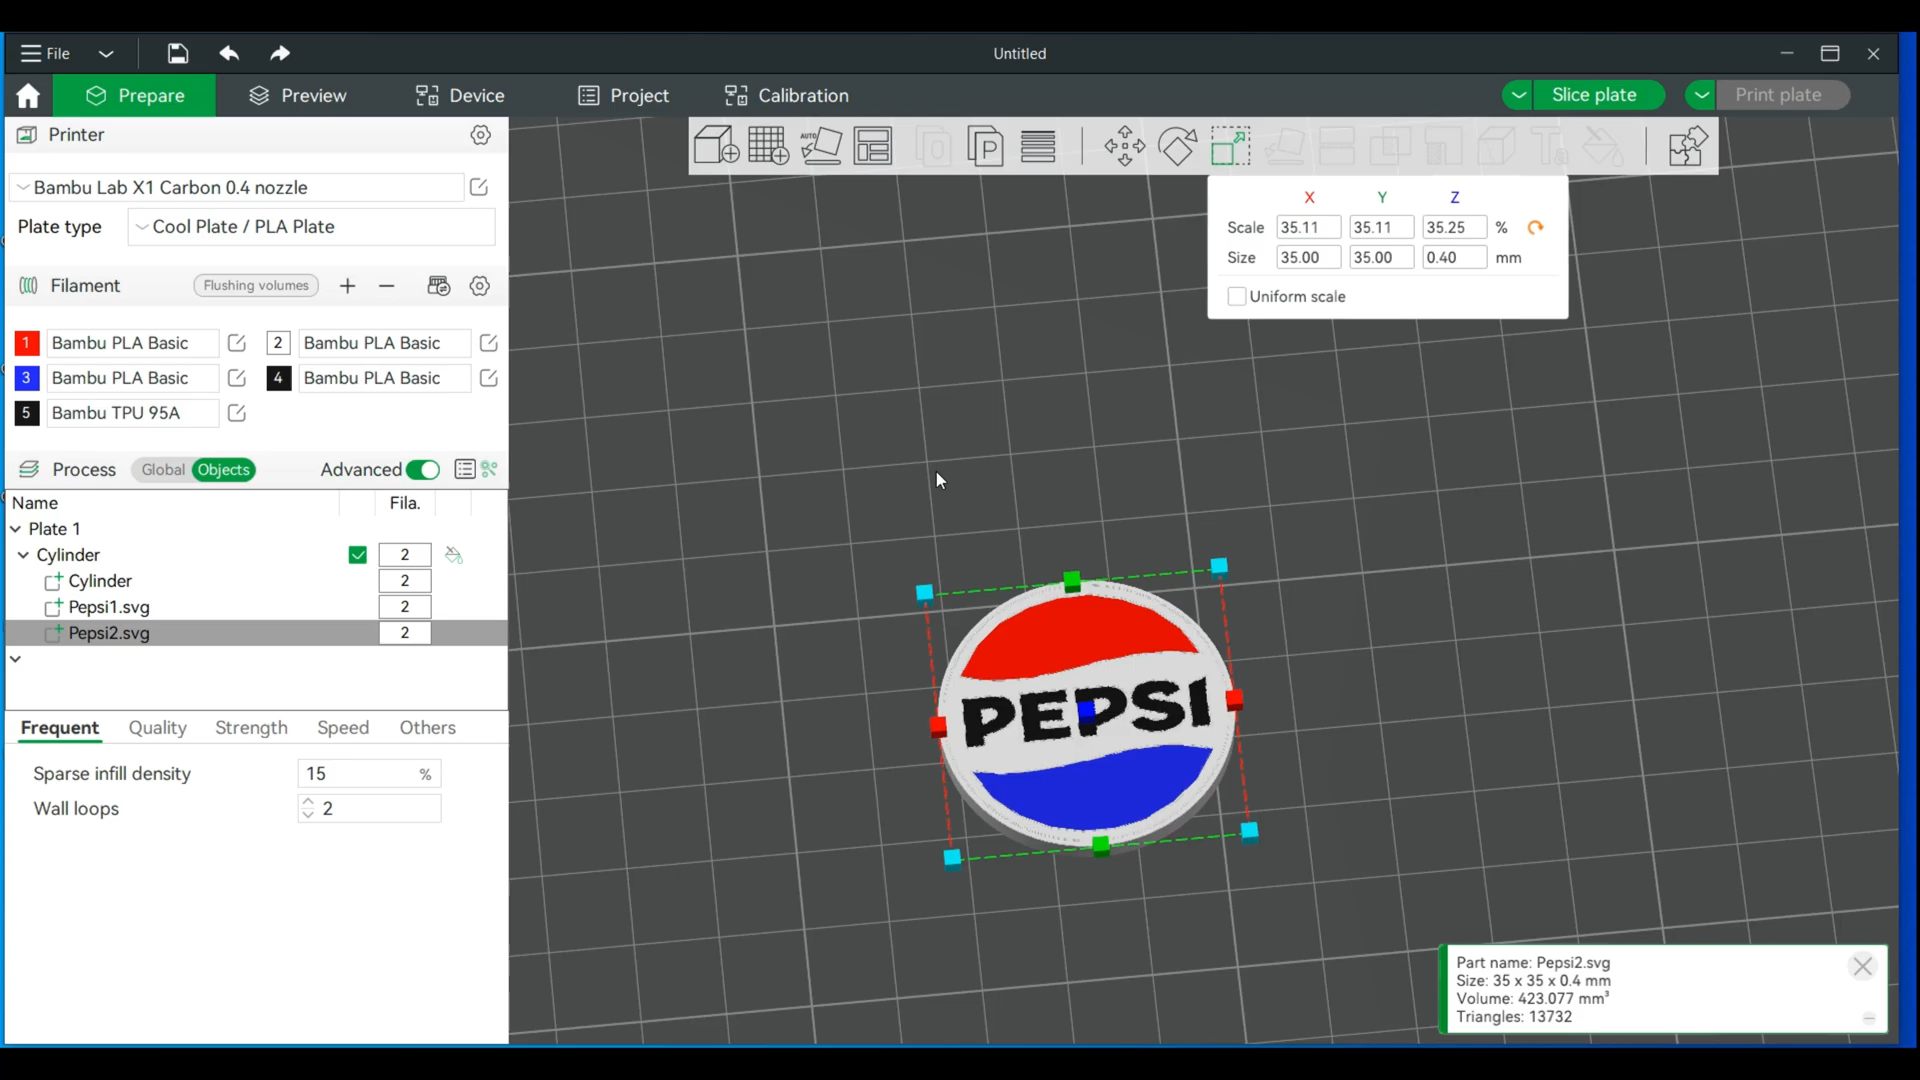 File
Untitled
Prepare
Preview
Device
Project
Calibration
Slice plate
Print plate
Printer
Bambu Lab X1 Carbon 0.4 nozzle
Plate type
Cool Plate / PLA Plate
AUTO
P
Ta
X Y Z
Scale 35.11 35.11 35.25 %
Size 35.00 35.00 0.40 mm
Uniform scale
Filament
Flushing volumes
1 Bambu PLA Basic
2 Bambu PLA Basic
3 Bambu PLA Basic
4 Bambu PLA Basic
5 Bambu TPU 95A
Process
Global
Objects
Advanced
Name Fila.
Plate 1
Cylinder 2
Cylinder 2
Pepsi1.svg 2
Pepsi2.svg 2
PEPSI
Frequent
Quality
Strength
Speed
Others
Sparse infill density 15 %
Wall loops 2
Part name: Pepsi2.svg
Size: 35 x 35 x 0.4 mm
Volume: 423.077 mm³
Triangles: 13732